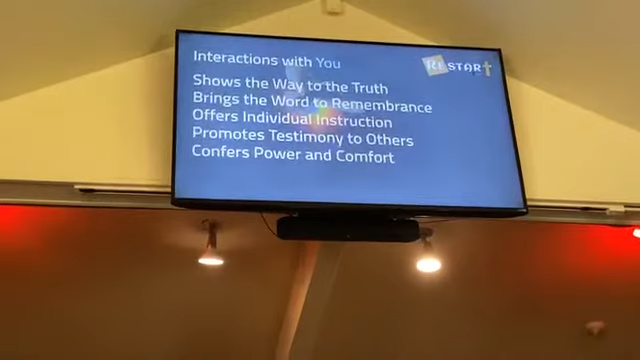 Interactions with You
RESTART
Shows the Way to the Truth
Brings the Word to Remembrance
Offers Individual Instruction
Promotes Testimony to Others
Confers Power and Comfort